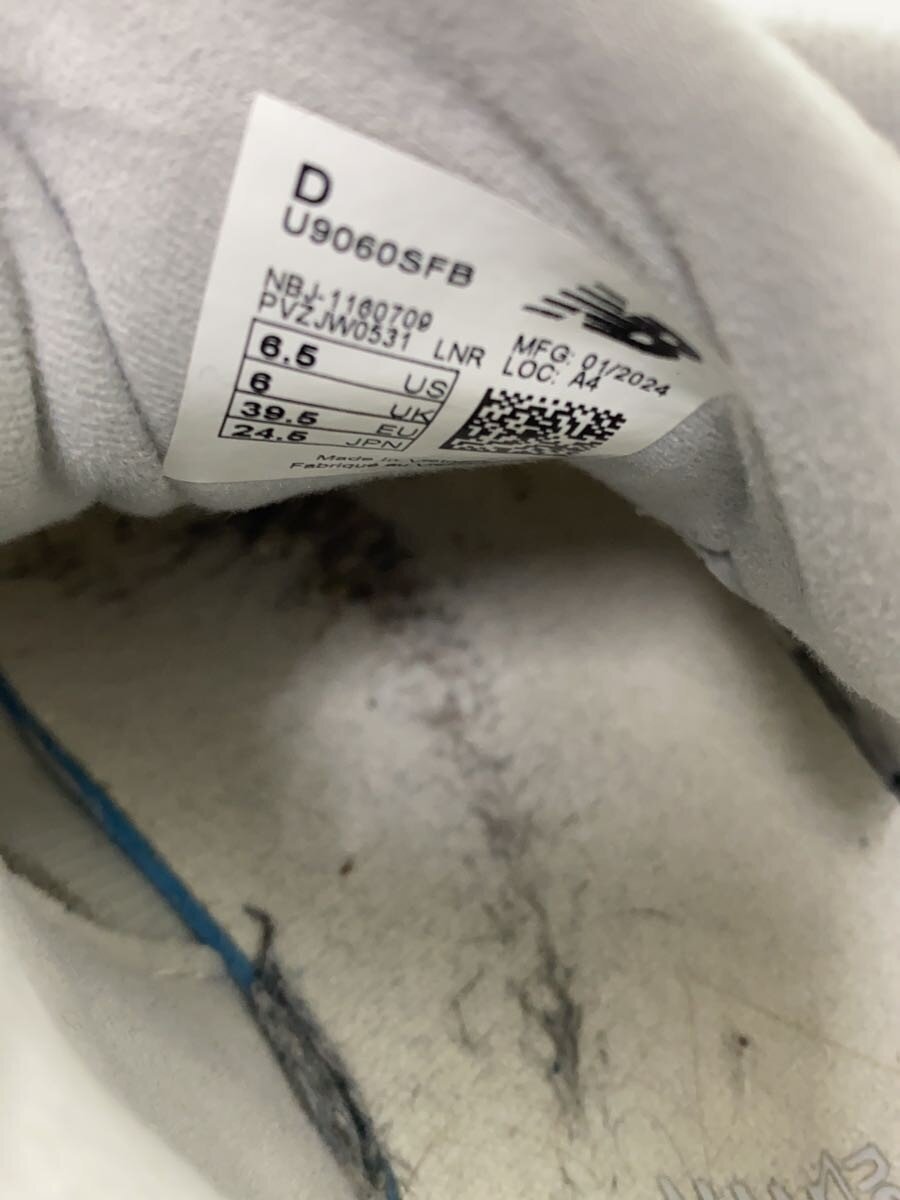 D
U9060SFB
NBJ-1160709
PVZJW0531 LNR
6.5 US
6 UK
39.5 EU
24.5 JPN
MFG: 01/2024
LOC: A4
Made in
Fabriqué au